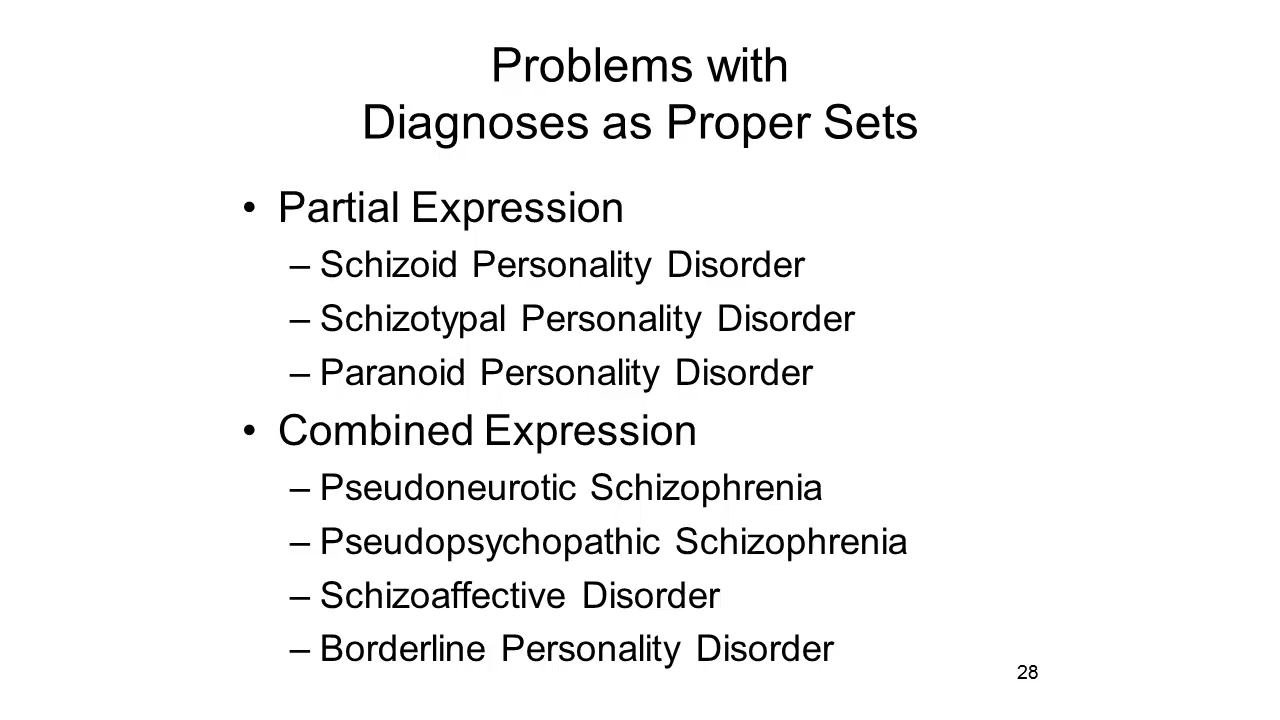 Problems with
Diagnoses as Proper Sets
• Partial Expression
– Schizoid Personality Disorder
– Schizotypal Personality Disorder
– Paranoid Personality Disorder
• Combined Expression
– Pseudoneurotic Schizophrenia
– Pseudopsychopathic Schizophrenia
– Schizoaffective Disorder
– Borderline Personality Disorder
28